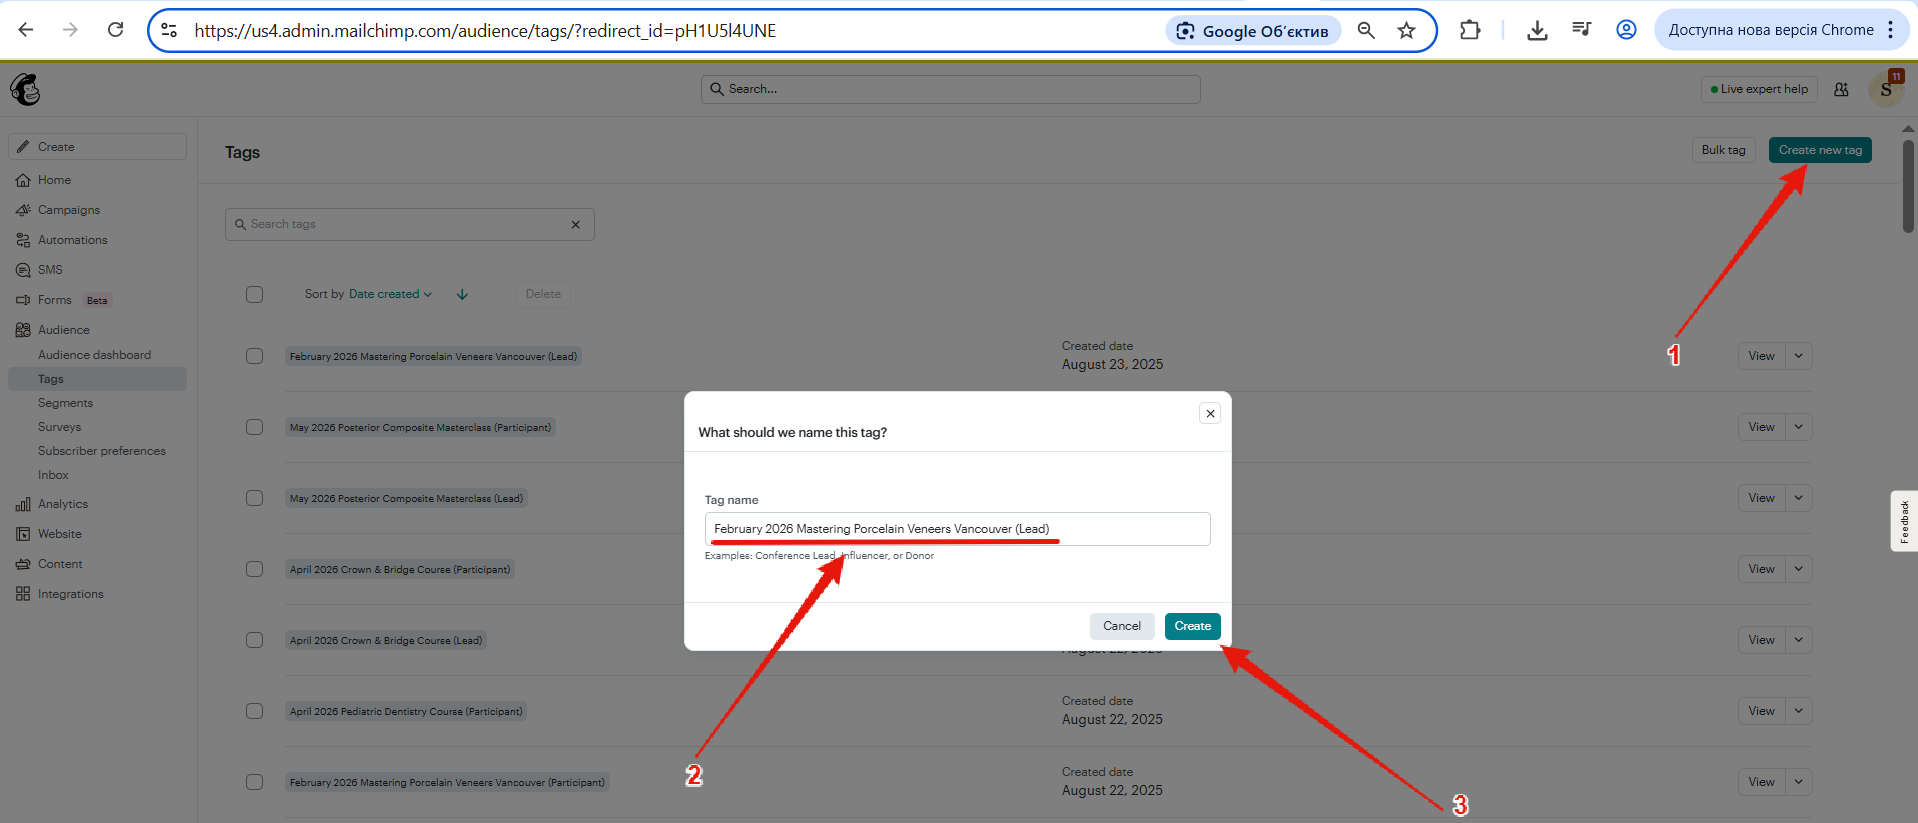 https://us4.admin.mailchimp.com/audience/tags/?redirect_id=pH1U5l4UNE
Google Об’єктив
Доступна нова версія Chrome
Search...
Live expert help
S
11
Create
Home
Campaigns
Automations
SMS
Forms Beta
Audience
Audience dashboard
Tags
Segments
Surveys
Subscriber preferences
Inbox
Analytics
Website
Content
Integrations
Tags
Bulk tag
Create new tag
Search tags
Sort by Date created
Delete
February 2026 Mastering Porcelain Veneers Vancouver (Lead)
Created date
August 23, 2025
View
May 2026 Posterior Composite Masterclass (Participant)
View
May 2026 Posterior Composite Masterclass (Lead)
View
April 2026 Crown & Bridge Course (Participant)
View
April 2026 Crown & Bridge Course (Lead)
August 22, 2025
View
April 2026 Pediatric Dentistry Course (Participant)
Created date
August 22, 2025
View
February 2026 Mastering Porcelain Veneers Vancouver (Participant)
Created date
August 22, 2025
View
What should we name this tag?
Tag name
February 2026 Mastering Porcelain Veneers Vancouver (Lead)
Examples: Conference Lead, Influencer, or Donor
Cancel
Create
Feedback
1
2
3